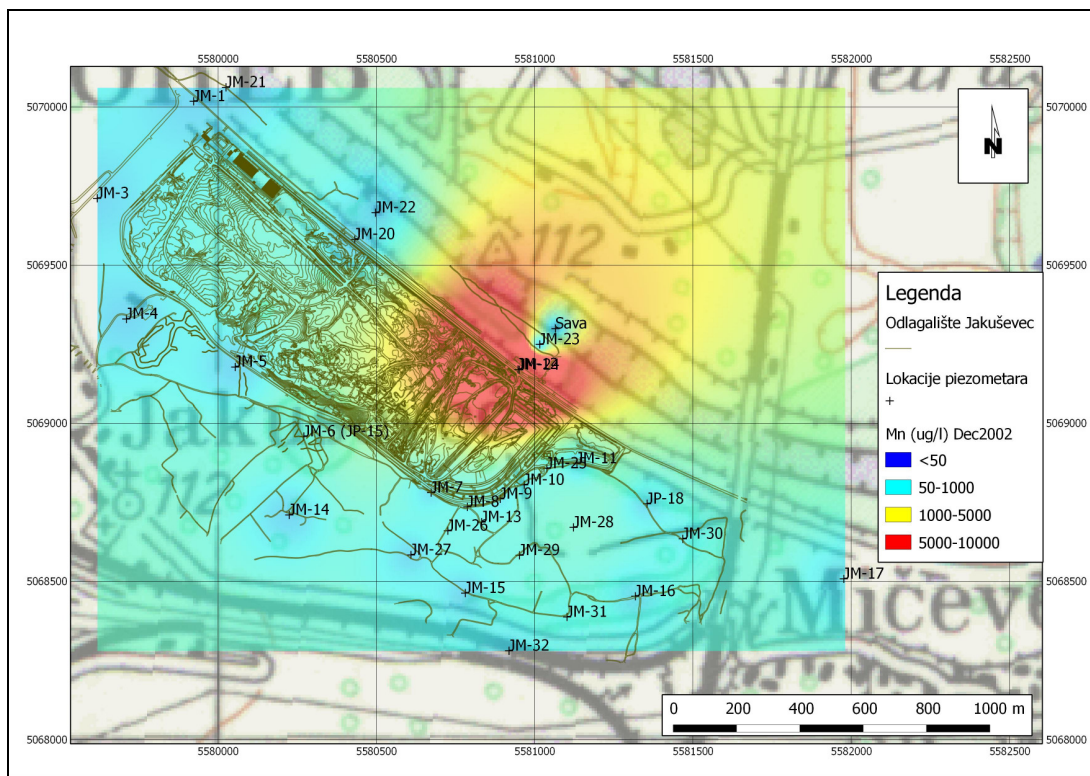 5580000 5580500 5581000 5581500 5582000 5582500
JM-21
JM-1
5070000 5070000
N
JM-3
JM-22
JM-20
112
5069500 5069500
Legenda
Odlagalište Jakuševec
Lokacije piezometara
Mn (ug/l) Dec2002
<50
50-1000
1000-5000
5000-10000
JM-4
Sava
JM-23
JM-5
5069000 5069000
JM-6 (JP-15)
JM-11
JM-25
JM-10
JM-7
JM-9
JM-8
JP-18
112
JM-14
JM-13
JM-26
JM-28
JM-30
JM-27
JM-29
5068500 5068500
JM-17
JM-15
JM-16
Mičeve
JM-31
JM-32
0 200 400 600 800 1000 m
5068000 5068000
5580000 5580500 5581000 5581500 5582000 5582500